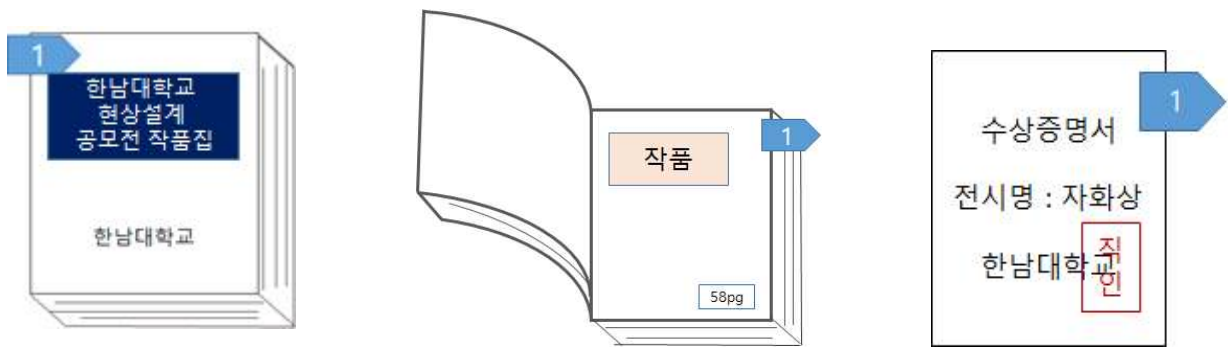 1
한남대학교
현상설계
공모전 작품집
한남대학교
1
작품
58pg
1
수상증명서
전시명 : 자화상
한남대학교
직인